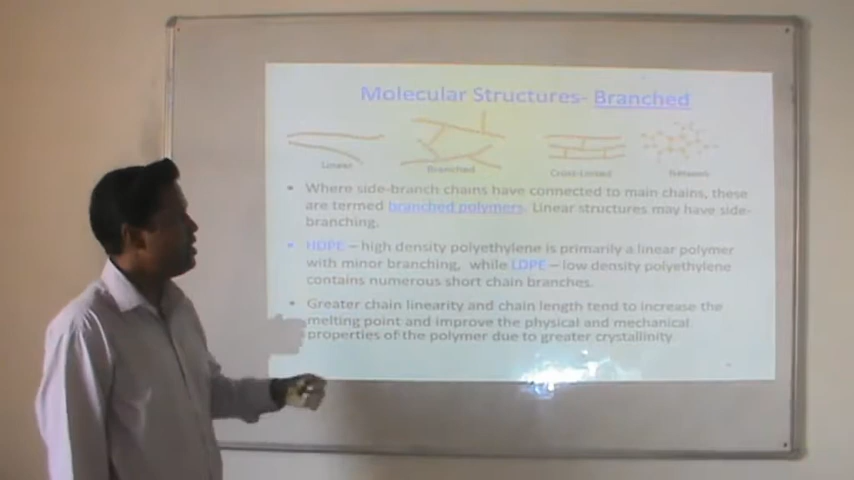 Molecular Structures- Branched
Linear Branched Cross-Linked Network
• Where side-branch chains have connected to main chains, these
are termed branched polymers. Linear structures may have side-
branching.
• HDPE – high density polyethylene is primarily a linear polymer
with minor branching, while LDPE – low density polyethylene
contains numerous short chain branches.
• Greater chain linearity and chain length tend to increase the
melting point and improve the physical and mechanical
properties of the polymer due to greater crystallinity